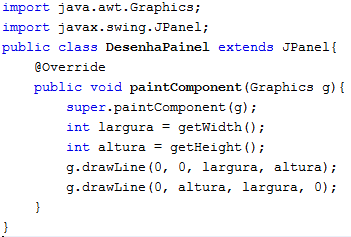 import java.awt.Graphics;
import javax.swing.JPanel;
public class DesenhaPainel extends JPanel{
    @Override
    public void paintComponent(Graphics g){
        super.paintComponent(g);
        int largura = getWidth();
        int altura = getHeight();
        g.drawLine(0, 0, largura, altura);
        g.drawLine(0, altura, largura, 0);
    }
}